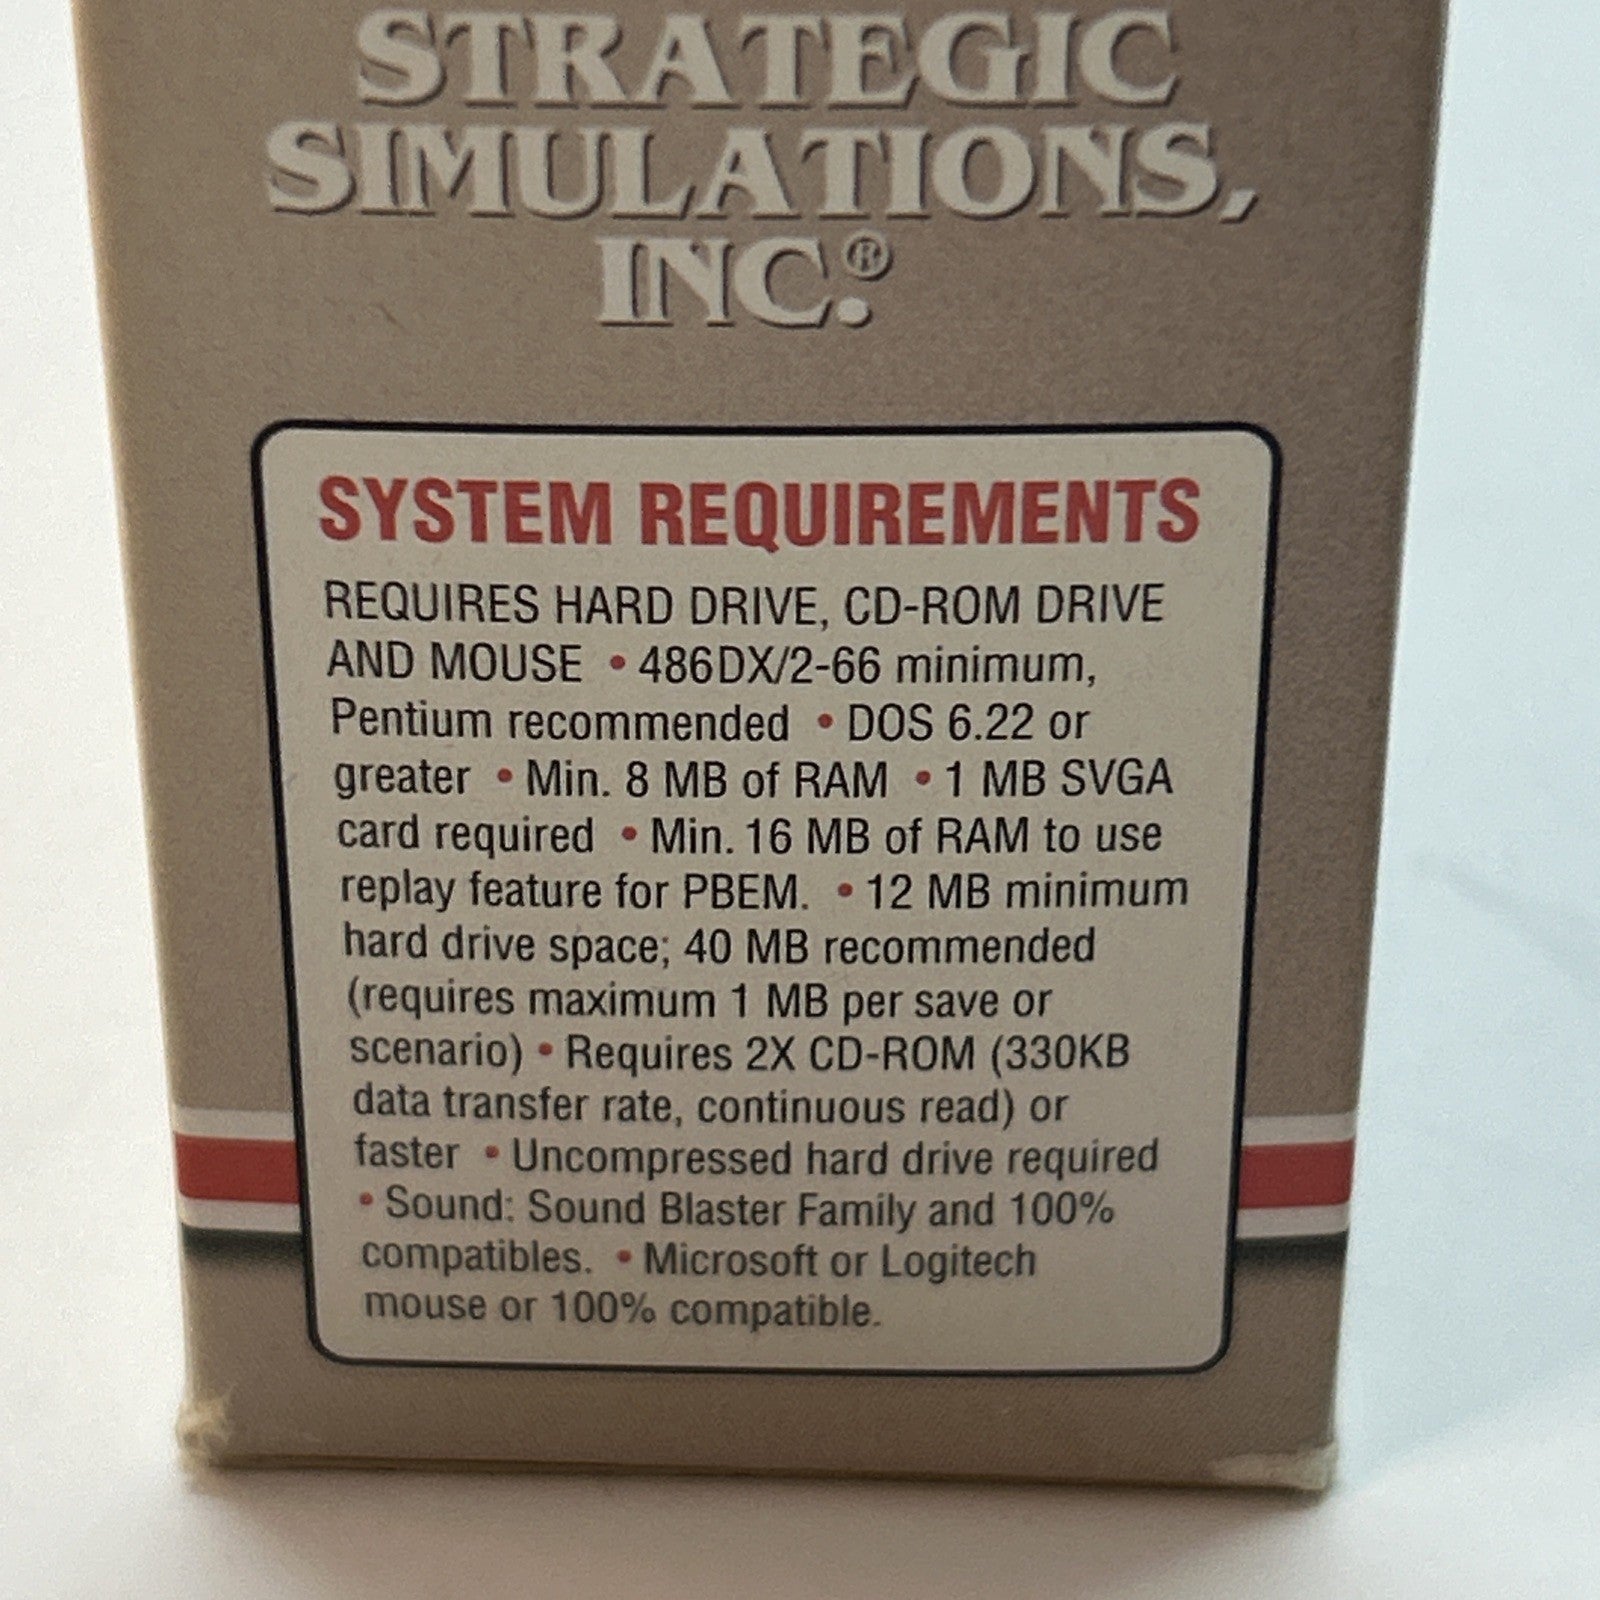 STRATEGIC
SIMULATIONS,
INC.®
SYSTEM REQUIREMENTS
REQUIRES HARD DRIVE, CD-ROM DRIVE
AND MOUSE • 486DX/2-66 minimum,
Pentium recommended • DOS 6.22 or
greater • Min. 8 MB of RAM • 1 MB SVGA
card required • Min. 16 MB of RAM to use
replay feature for PBEM. • 12 MB minimum
hard drive space; 40 MB recommended
(requires maximum 1 MB per save or
scenario) • Requires 2X CD-ROM (330KB
data transfer rate, continuous read) or
faster • Uncompressed hard drive required
• Sound: Sound Blaster Family and 100%
compatibles. • Microsoft or Logitech
mouse or 100% compatible.